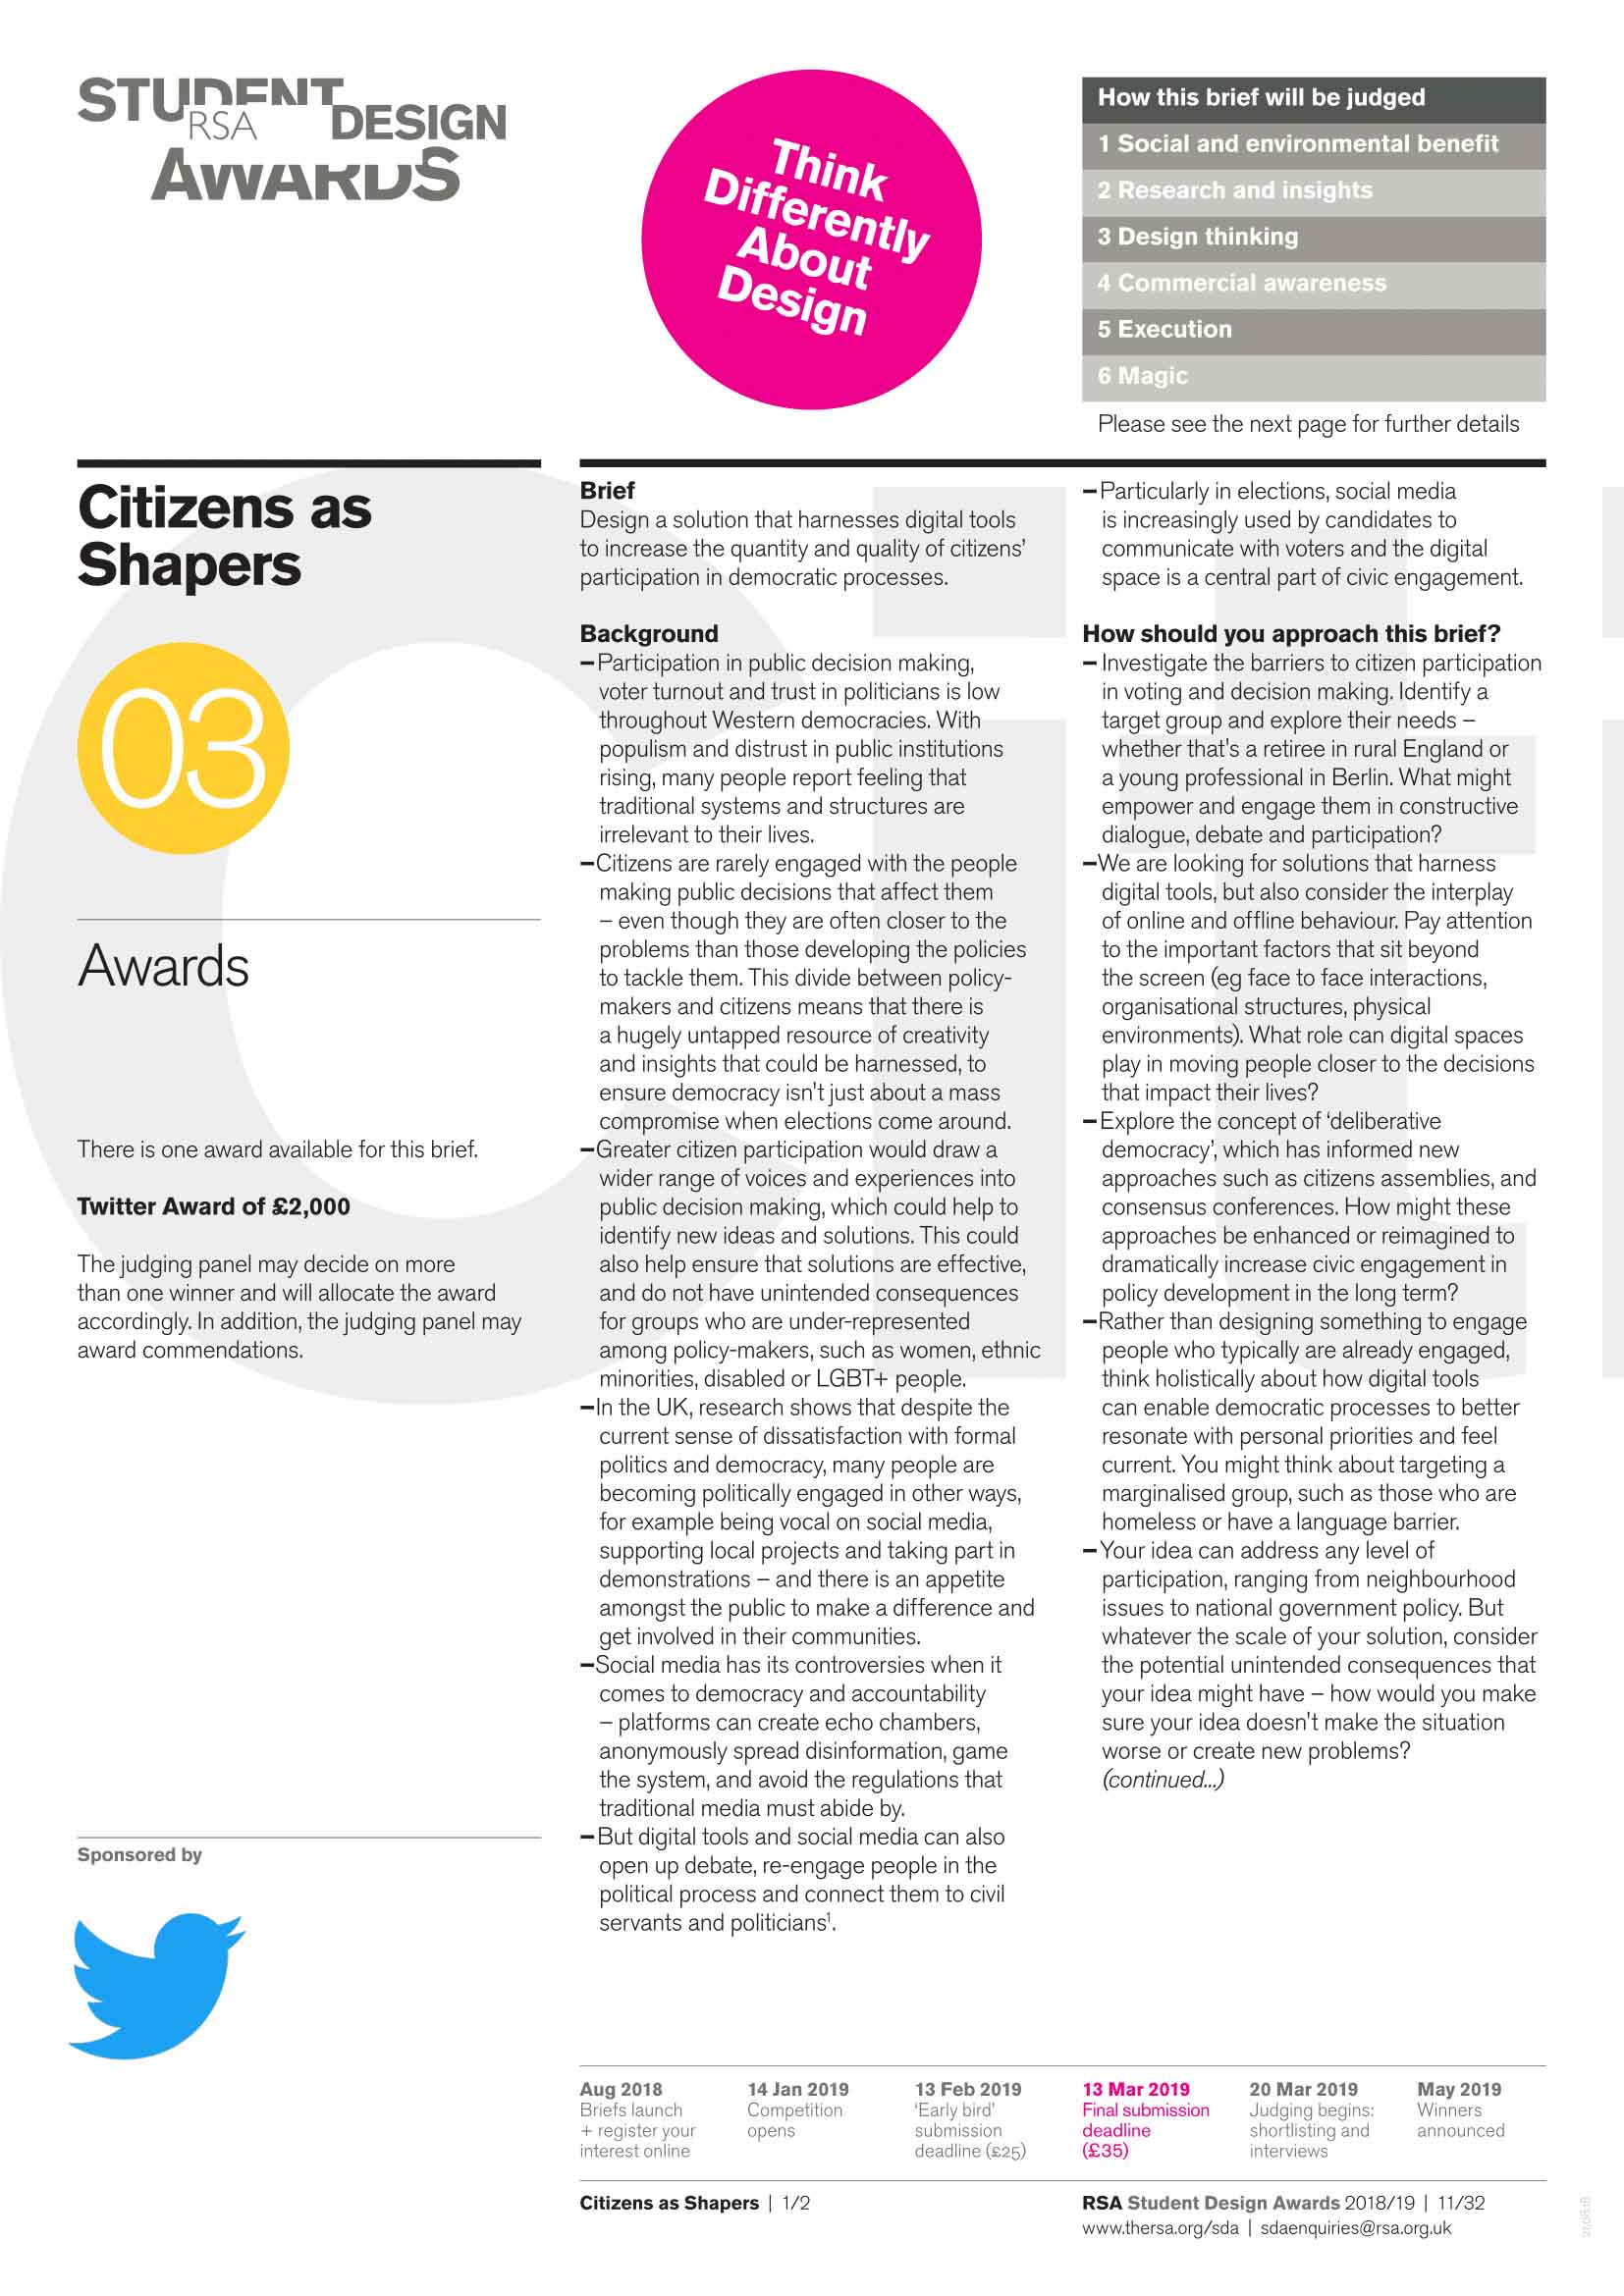 STUDENT
RSA DESIGN
AWARDS
Think
Differently
About
Design
How this brief will be judged
1 Social and environmental benefit
2 Research and insights
3 Design thinking
4 Commercial awareness
5 Execution
6 Magic
Please see the next page for further details
Citizens as
Shapers
03
Awards
There is one award available for this brief.
Twitter Award of £2,000
The judging panel may decide on more
than one winner and will allocate the award
accordingly. In addition, the judging panel may
award commendations.
Sponsored by
Brief
Design a solution that harnesses digital tools
to increase the quantity and quality of citizens’
participation in democratic processes.
Background
–Participation in public decision making,
voter turnout and trust in politicians is low
throughout Western democracies. With
populism and distrust in public institutions
rising, many people report feeling that
traditional systems and structures are
irrelevant to their lives.
–Citizens are rarely engaged with the people
making public decisions that affect them
– even though they are often closer to the
problems than those developing the policies
to tackle them. This divide between policy-
makers and citizens means that there is
a hugely untapped resource of creativity
and insights that could be harnessed, to
ensure democracy isn't just about a mass
compromise when elections come around.
–Greater citizen participation would draw a
wider range of voices and experiences into
public decision making, which could help to
identify new ideas and solutions. This could
also help ensure that solutions are effective,
and do not have unintended consequences
for groups who are under-represented
among policy-makers, such as women, ethnic
minorities, disabled or LGBT+ people.
–In the UK, research shows that despite the
current sense of dissatisfaction with formal
politics and democracy, many people are
becoming politically engaged in other ways,
for example being vocal on social media,
supporting local projects and taking part in
demonstrations – and there is an appetite
amongst the public to make a difference and
get involved in their communities.
–Social media has its controversies when it
comes to democracy and accountability
– platforms can create echo chambers,
anonymously spread disinformation, game
the system, and avoid the regulations that
traditional media must abide by.
–But digital tools and social media can also
open up debate, re-engage people in the
political process and connect them to civil
servants and politicians¹.
–Particularly in elections, social media
is increasingly used by candidates to
communicate with voters and the digital
space is a central part of civic engagement.
How should you approach this brief?
– Investigate the barriers to citizen participation
in voting and decision making. Identify a
target group and explore their needs –
whether that's a retiree in rural England or
a young professional in Berlin. What might
empower and engage them in constructive
dialogue, debate and participation?
–We are looking for solutions that harness
digital tools, but also consider the interplay
of online and offline behaviour. Pay attention
to the important factors that sit beyond
the screen (eg face to face interactions,
organisational structures, physical
environments). What role can digital spaces
play in moving people closer to the decisions
that impact their lives?
–Explore the concept of ‘deliberative
democracy’, which has informed new
approaches such as citizens assemblies, and
consensus conferences. How might these
approaches be enhanced or reimagined to
dramatically increase civic engagement in
policy development in the long term?
–Rather than designing something to engage
people who typically are already engaged,
think holistically about how digital tools
can enable democratic processes to better
resonate with personal priorities and feel
current. You might think about targeting a
marginalised group, such as those who are
homeless or have a language barrier.
–Your idea can address any level of
participation, ranging from neighbourhood
issues to national government policy. But
whatever the scale of your solution, consider
the potential unintended consequences that
your idea might have – how would you make
sure your idea doesn't make the situation
worse or create new problems?
(continued...)
Aug 2018
Briefs launch
+ register your
interest online
14 Jan 2019
Competition
opens
13 Feb 2019
‘Early bird’
submission
deadline (£25)
13 Mar 2019
Final submission
deadline
(£35)
20 Mar 2019
Judging begins:
shortlisting and
interviews
May 2019
Winners
announced
Citizens as Shapers | 1/2
RSA Student Design Awards 2018/19 | 11/32
www.thersa.org/sda | sdaenquiries@rsa.org.uk